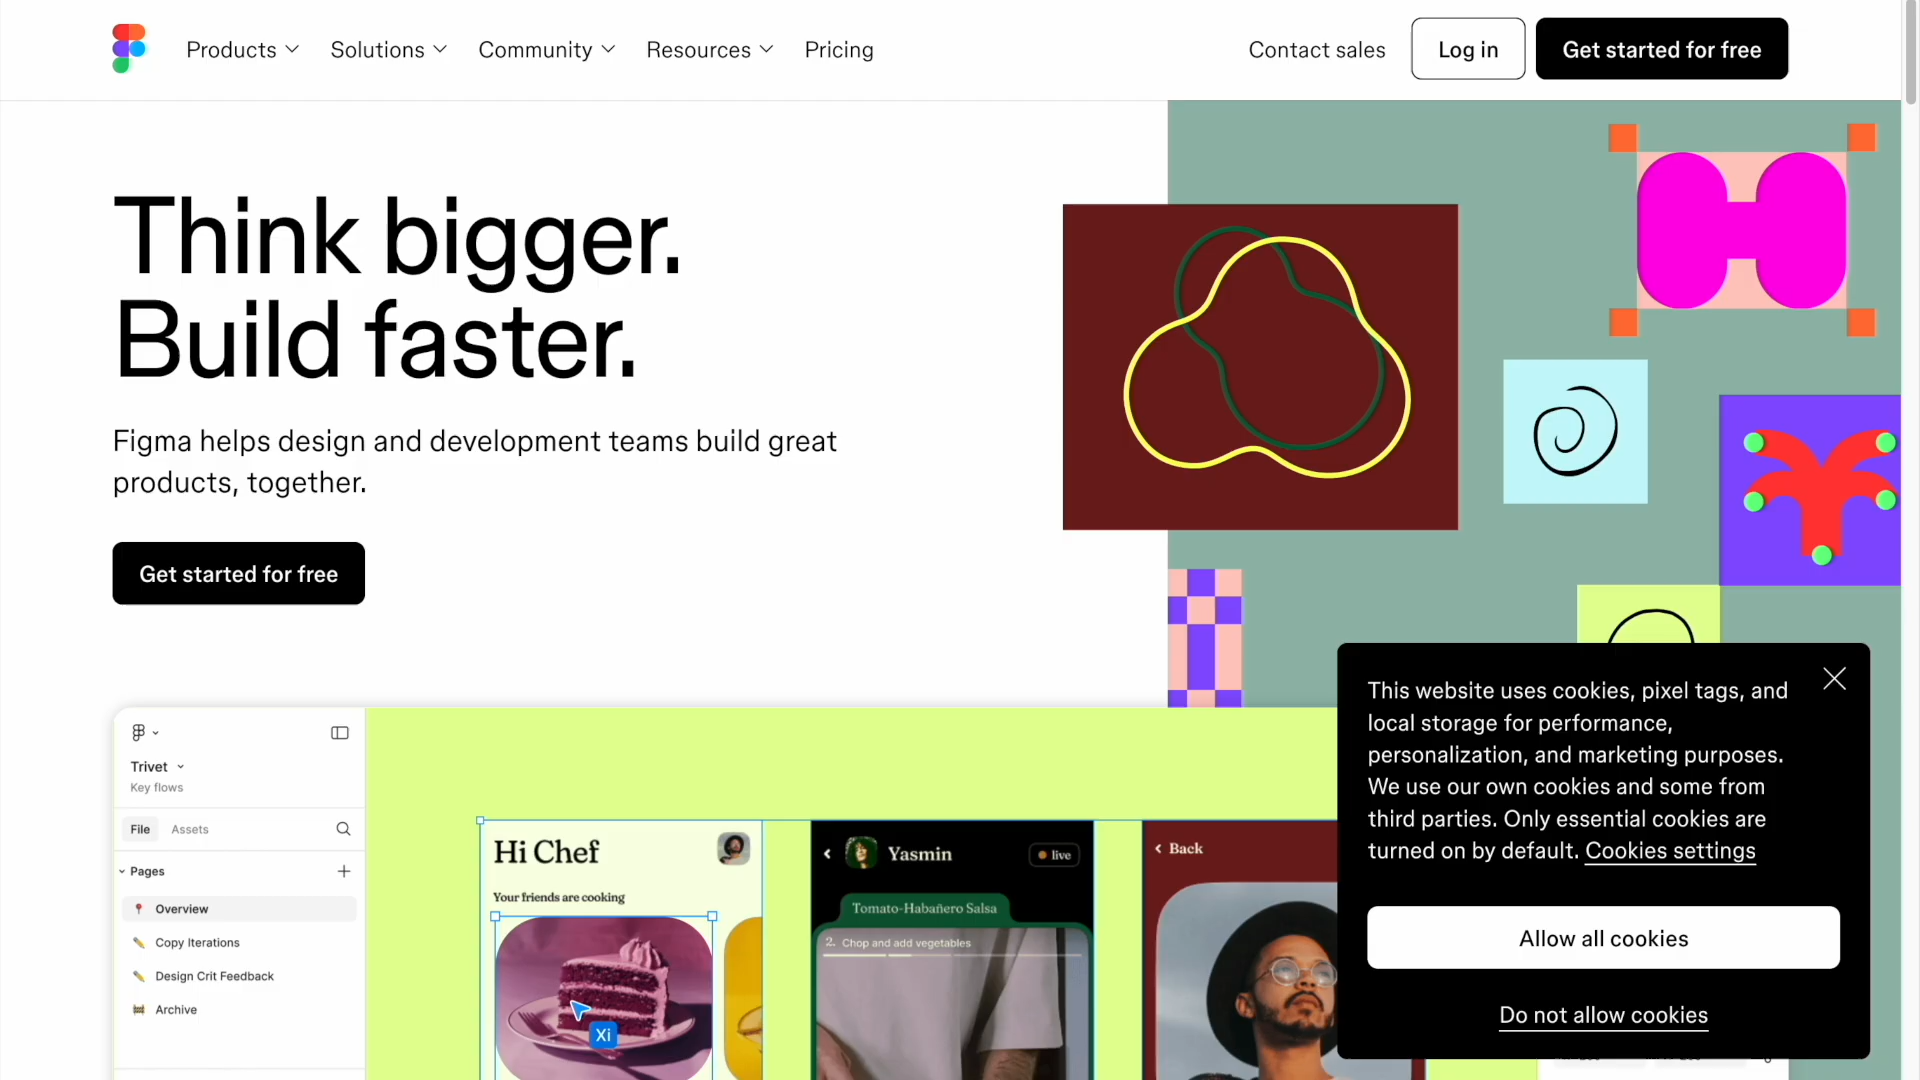 Products
Solutions
Community
Resources
Pricing
Contact sales
Log in
Get started for free
Think bigger.
Build faster.
Figma helps design and development teams build great
products, together.
Get started for free
Trivet
Key flows
File
Assets
Pages
Overview
Copy Iterations
Design Crit Feedback
Archive
Hi Chef
Your friends are cooking
Xi
Yasmin
live
Tomato-Habañero Salsa
2. Chop and add vegetables
Back
This website uses cookies, pixel tags, and
local storage for performance,
personalization, and marketing purposes.
We use our own cookies and some from
third parties. Only essential cookies are
turned on by default. Cookies settings
Allow all cookies
Do not allow cookies